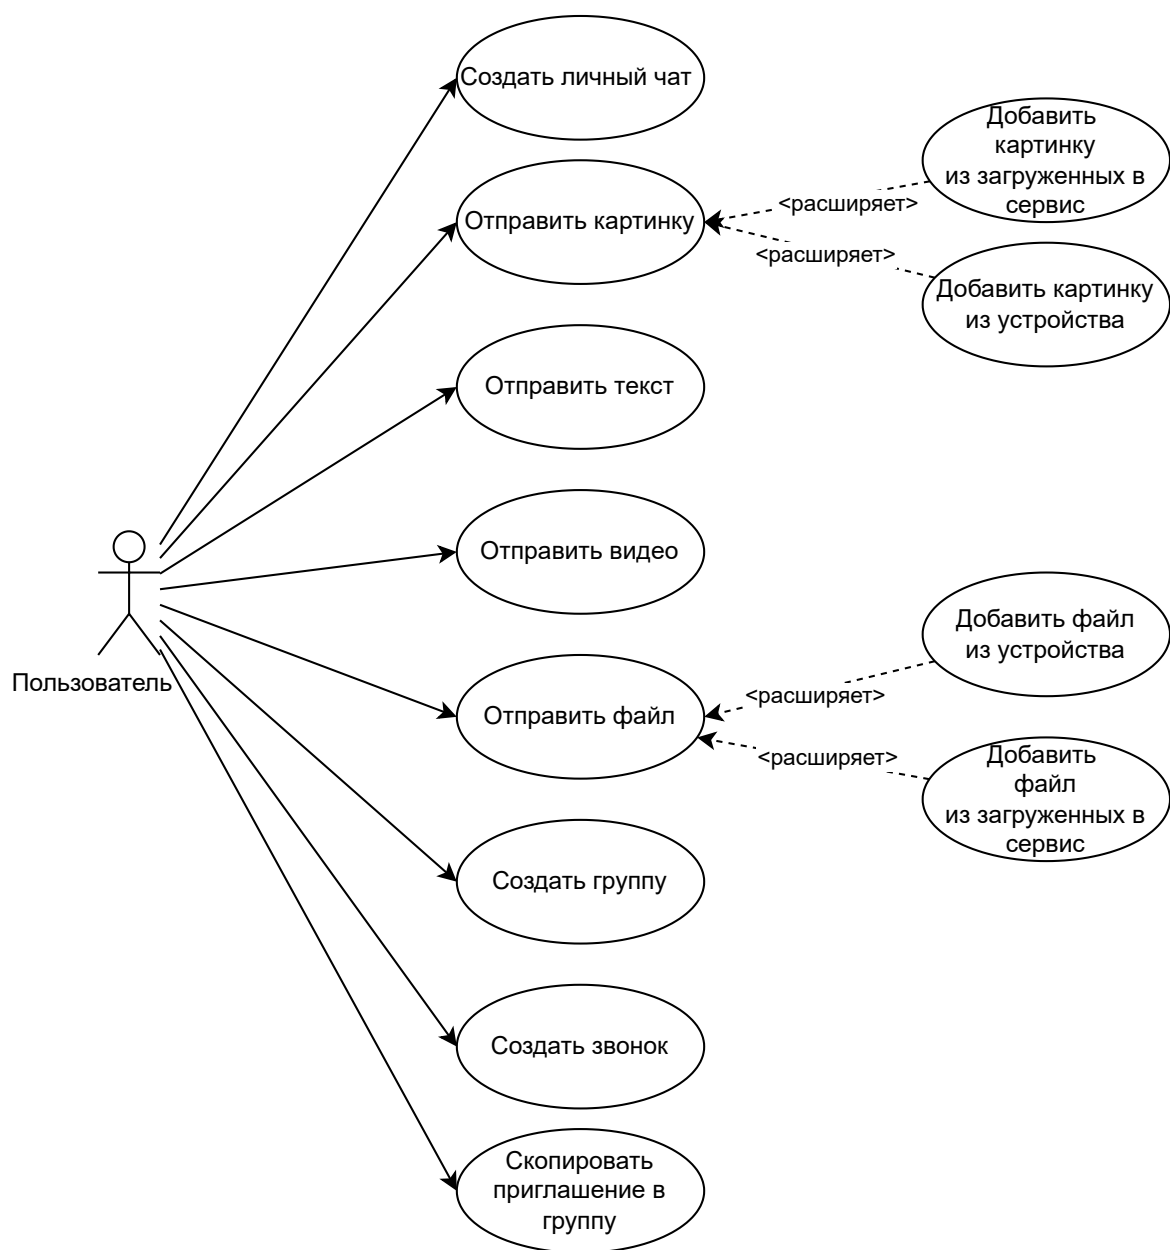 Создать личный чат
Добавить
картинку
из загруженных в
сервис
<расширяет>
Отправить картинку
<расширяет>
Добавить картинку
из устройства
Отправить текст
Отправить видео
Добавить файл
из устройства
Пользователь
<расширяет>
Отправить файл
<расширяет>
Добавить
файл
из загруженных в
сервис
Создать группу
Создать звонок
Скопировать
приглашение в
группу